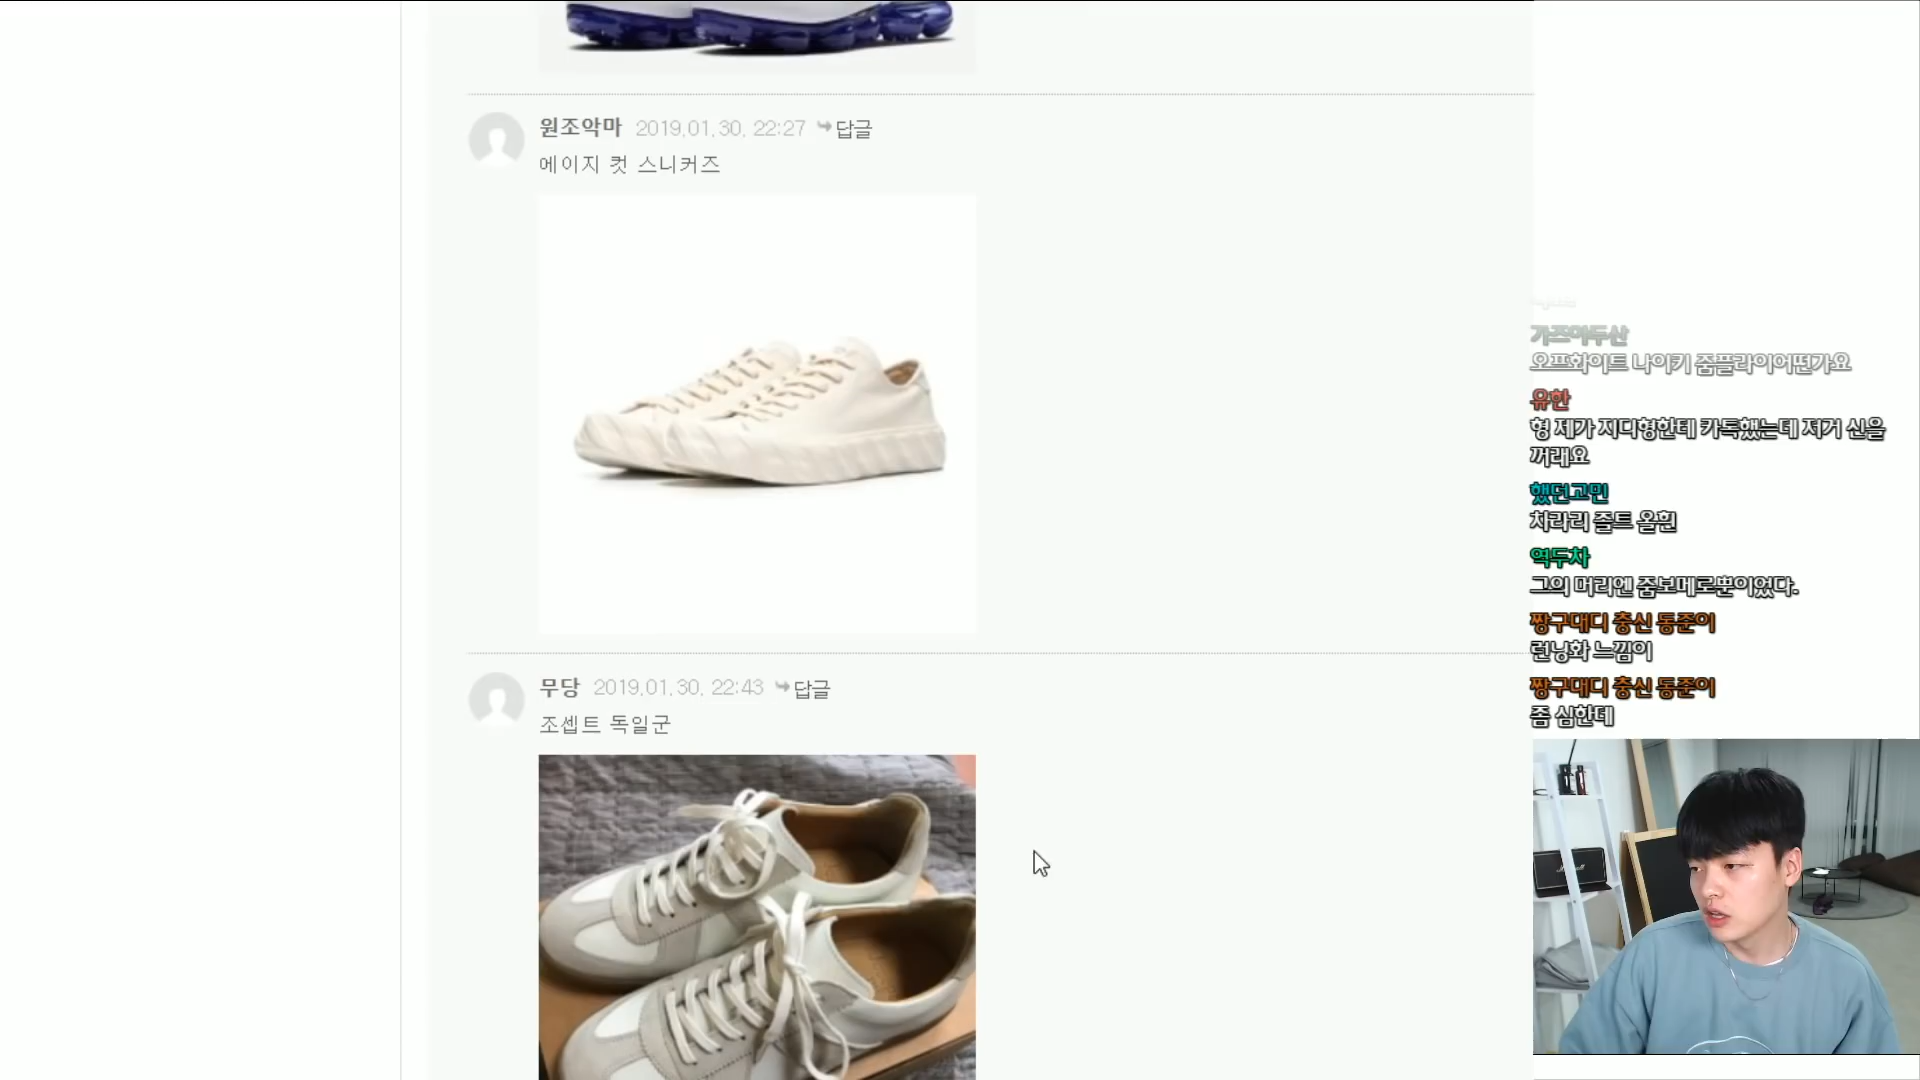 원조악마 2019.01.30. 22:27 답글
에이지 컷 스니커즈
무당 2019.01.30. 22:43 답글
조셉트 독일군
가즈아두산
오프화이트 나이키 줌플라이어떤가요
유한
형 제가 지디형한테 카톡했는데 저거 신을
꺼래요
했던고민
차라리 줄트 올흰
역두차
그의 머리엔 줌보메로뿐이었다.
짱구대디 충신 동준이
런닝화 느낌이
짱구대디 충신 동준이
좀 심한데
Marshall